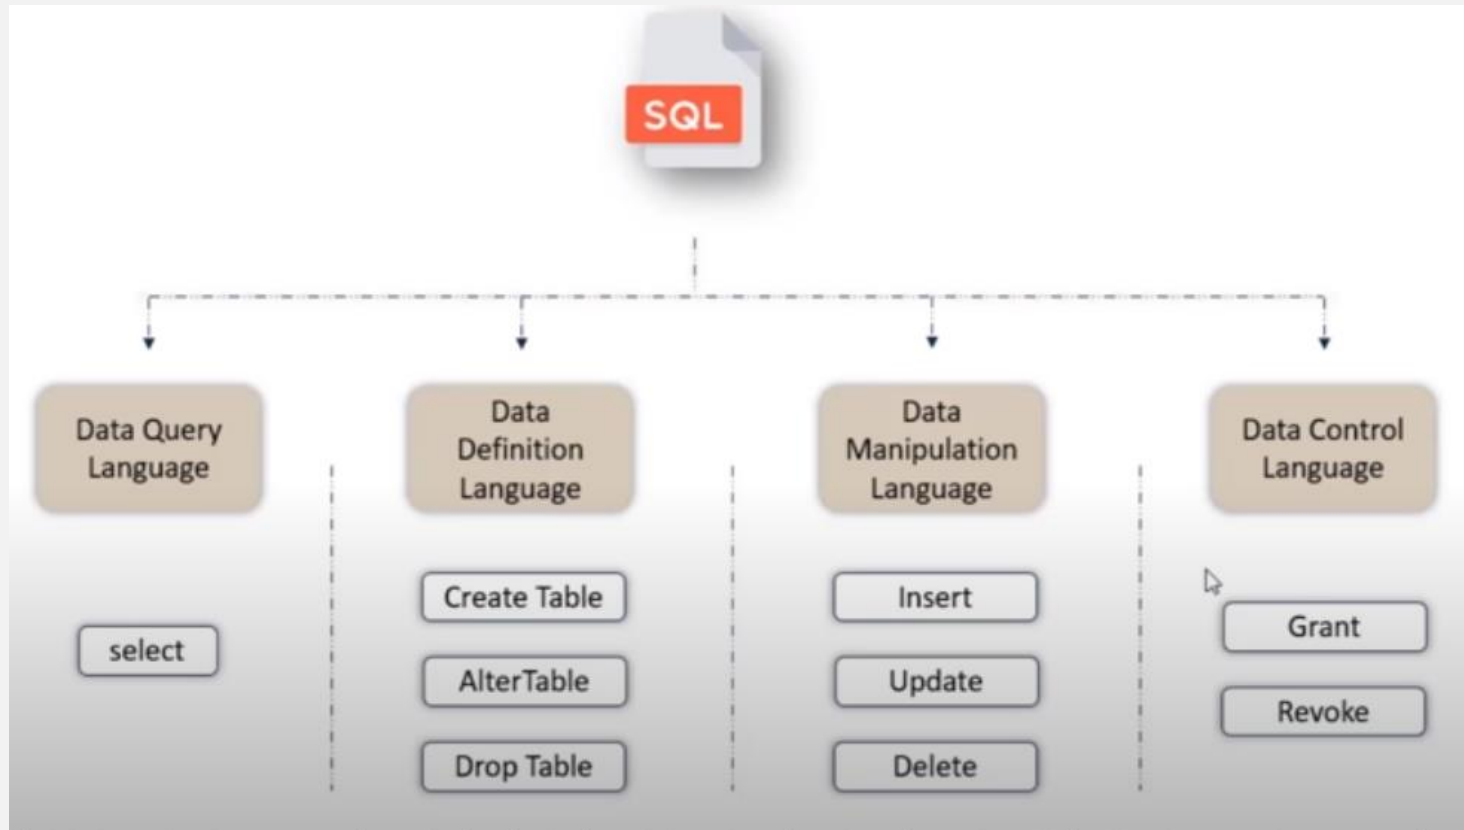 SQL
Data Query
Language
select
Data
Definition
Language
Create Table
AlterTable
Drop Table
Data
Manipulation
Language
Insert
Update
Delete
Data Control
Language
Grant
Revoke